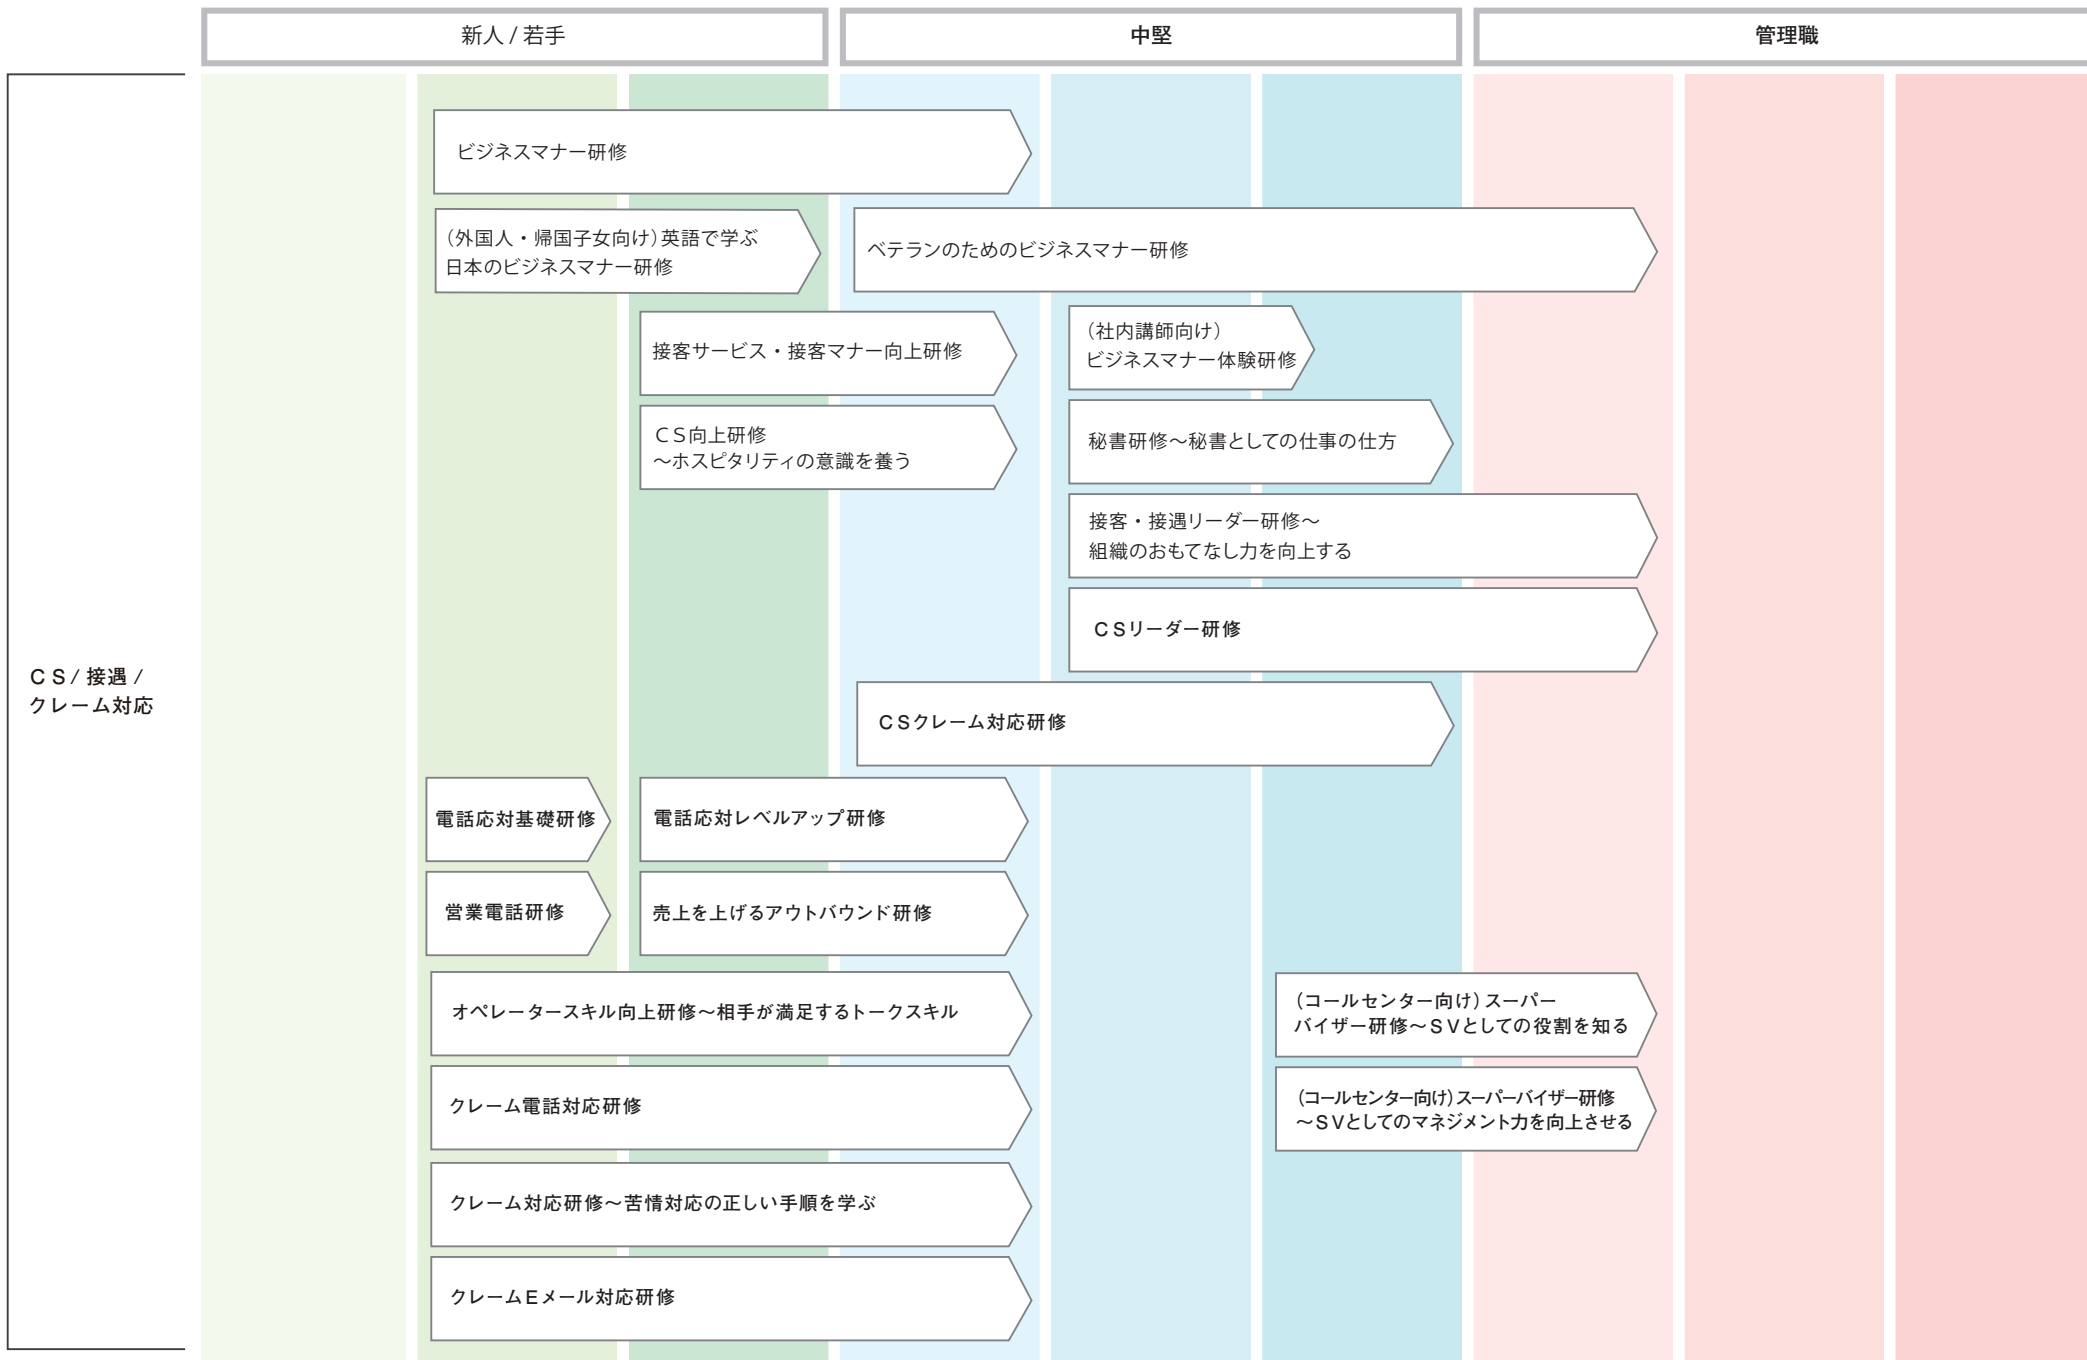 新人 / 若手
中堅
管理職
ＣＳ/ 接遇 /
クレーム対応
ビジネスマナー研修
（外国人・帰国子女向け）英語で学ぶ
日本のビジネスマナー研修
ベテランのためのビジネスマナー研修
接客サービス・接客マナー向上研修
（社内講師向け）
ビジネスマナー体験研修
ＣＳ向上研修
～ホスピタリティの意識を養う
秘書研修～秘書としての仕事の仕方
接客・接遇リーダー研修～
組織のおもてなし力を向上する
ＣＳリーダー研修
ＣＳクレーム対応研修
電話応対基礎研修
電話応対レベルアップ研修
営業電話研修
売上を上げるアウトバウンド研修
オペレータースキル向上研修～相手が満足するトークスキル
（コールセンター向け）スーパー
バイザー研修～ＳＶとしての役割を知る
クレーム電話対応研修
（コールセンター向け）スーパーバイザー研修
～ＳＶとしてのマネジメント力を向上させる
クレーム対応研修～苦情対応の正しい手順を学ぶ
クレームＥメール対応研修